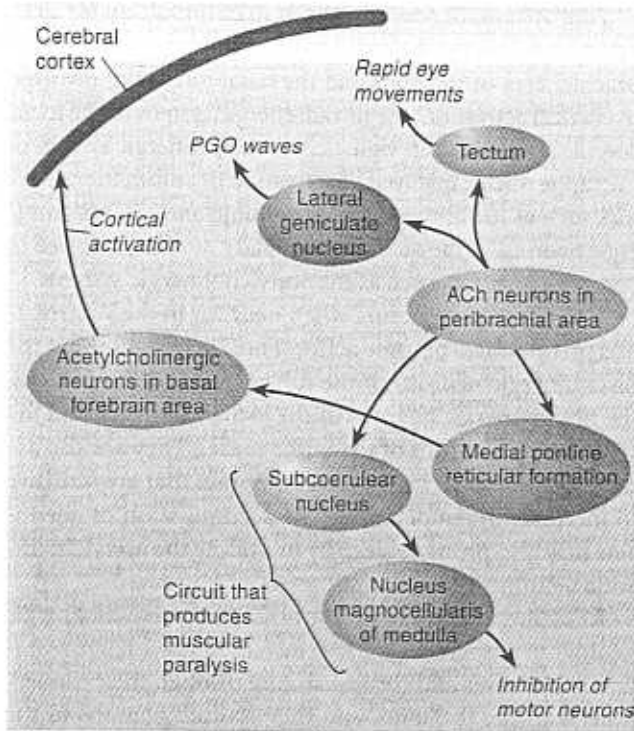 Cerebral
cortex
Rapid eye
movements
PGO waves
Tectum
Lateral
geniculate
nucleus
Cortical
activation
ACh neurons in
peribrachial area
Acetylcholinergic
neurons in basal
forebrain area
Medial pontine
reticular formation
Subcoerulear
nucleus
Circuit that
produces
muscular
paralysis
Nucleus
magnocellularis
of medulla
Inhibition of
motor neurons